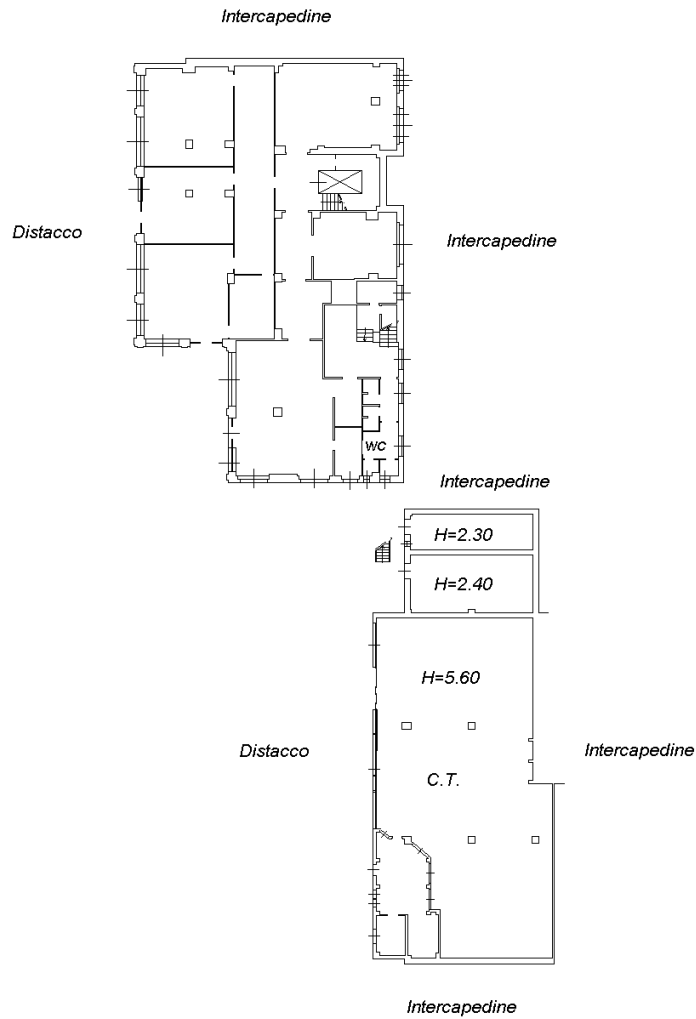 Intercapedine
Distacco
Intercapedine
WC
Intercapedine
H=2.30
H=2.40
H=5.60
Distacco
Intercapedine
C.T.
Intercapedine